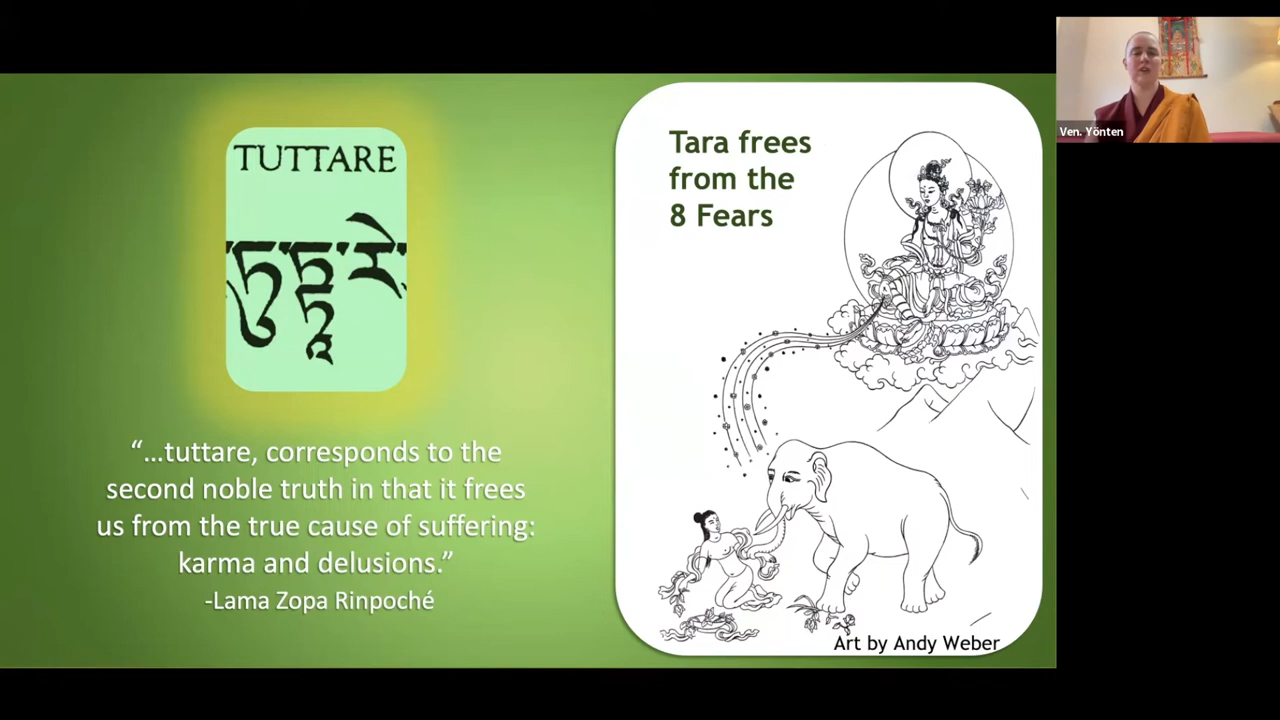 TUTTARE
ཏུཏྟཱརེ
“...tuttare, corresponds to the
second noble truth in that it frees
us from the true cause of suffering:
karma and delusions.”
-Lama Zopa Rinpoché
Tara frees
from the
8 Fears
Art by Andy Weber
Ven. Yönten